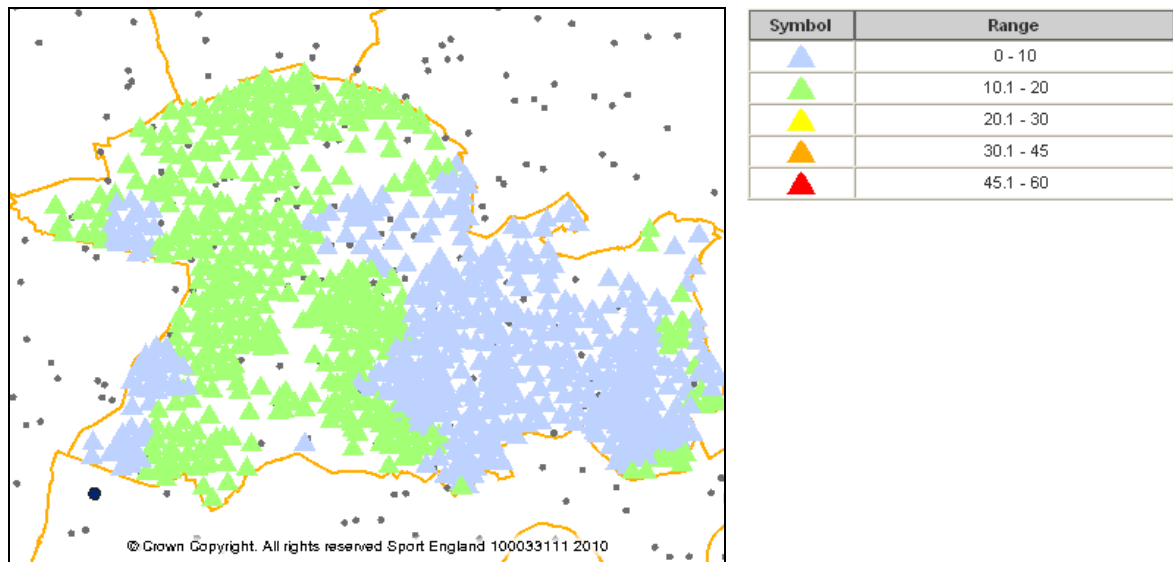 Symbol Range
0 - 10
10.1 - 20
20.1 - 30
30.1 - 45
45.1 - 60
© Crown Copyright. All rights reserved Sport England 100033111 2010